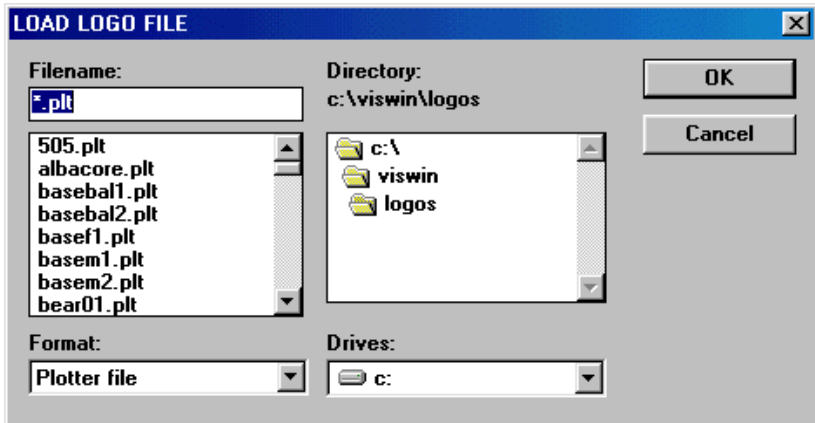 LOAD LOGO FILE
Filename:
*.plt
505.plt
albacore.plt
basebal1.plt
basebal2.plt
basef1.plt
basem1.plt
basem2.plt
bear01.plt
Format:
Plotter file
Directory:
c:\viswin\logos
c:\
viswin
logos
Drives:
c:
OK
Cancel